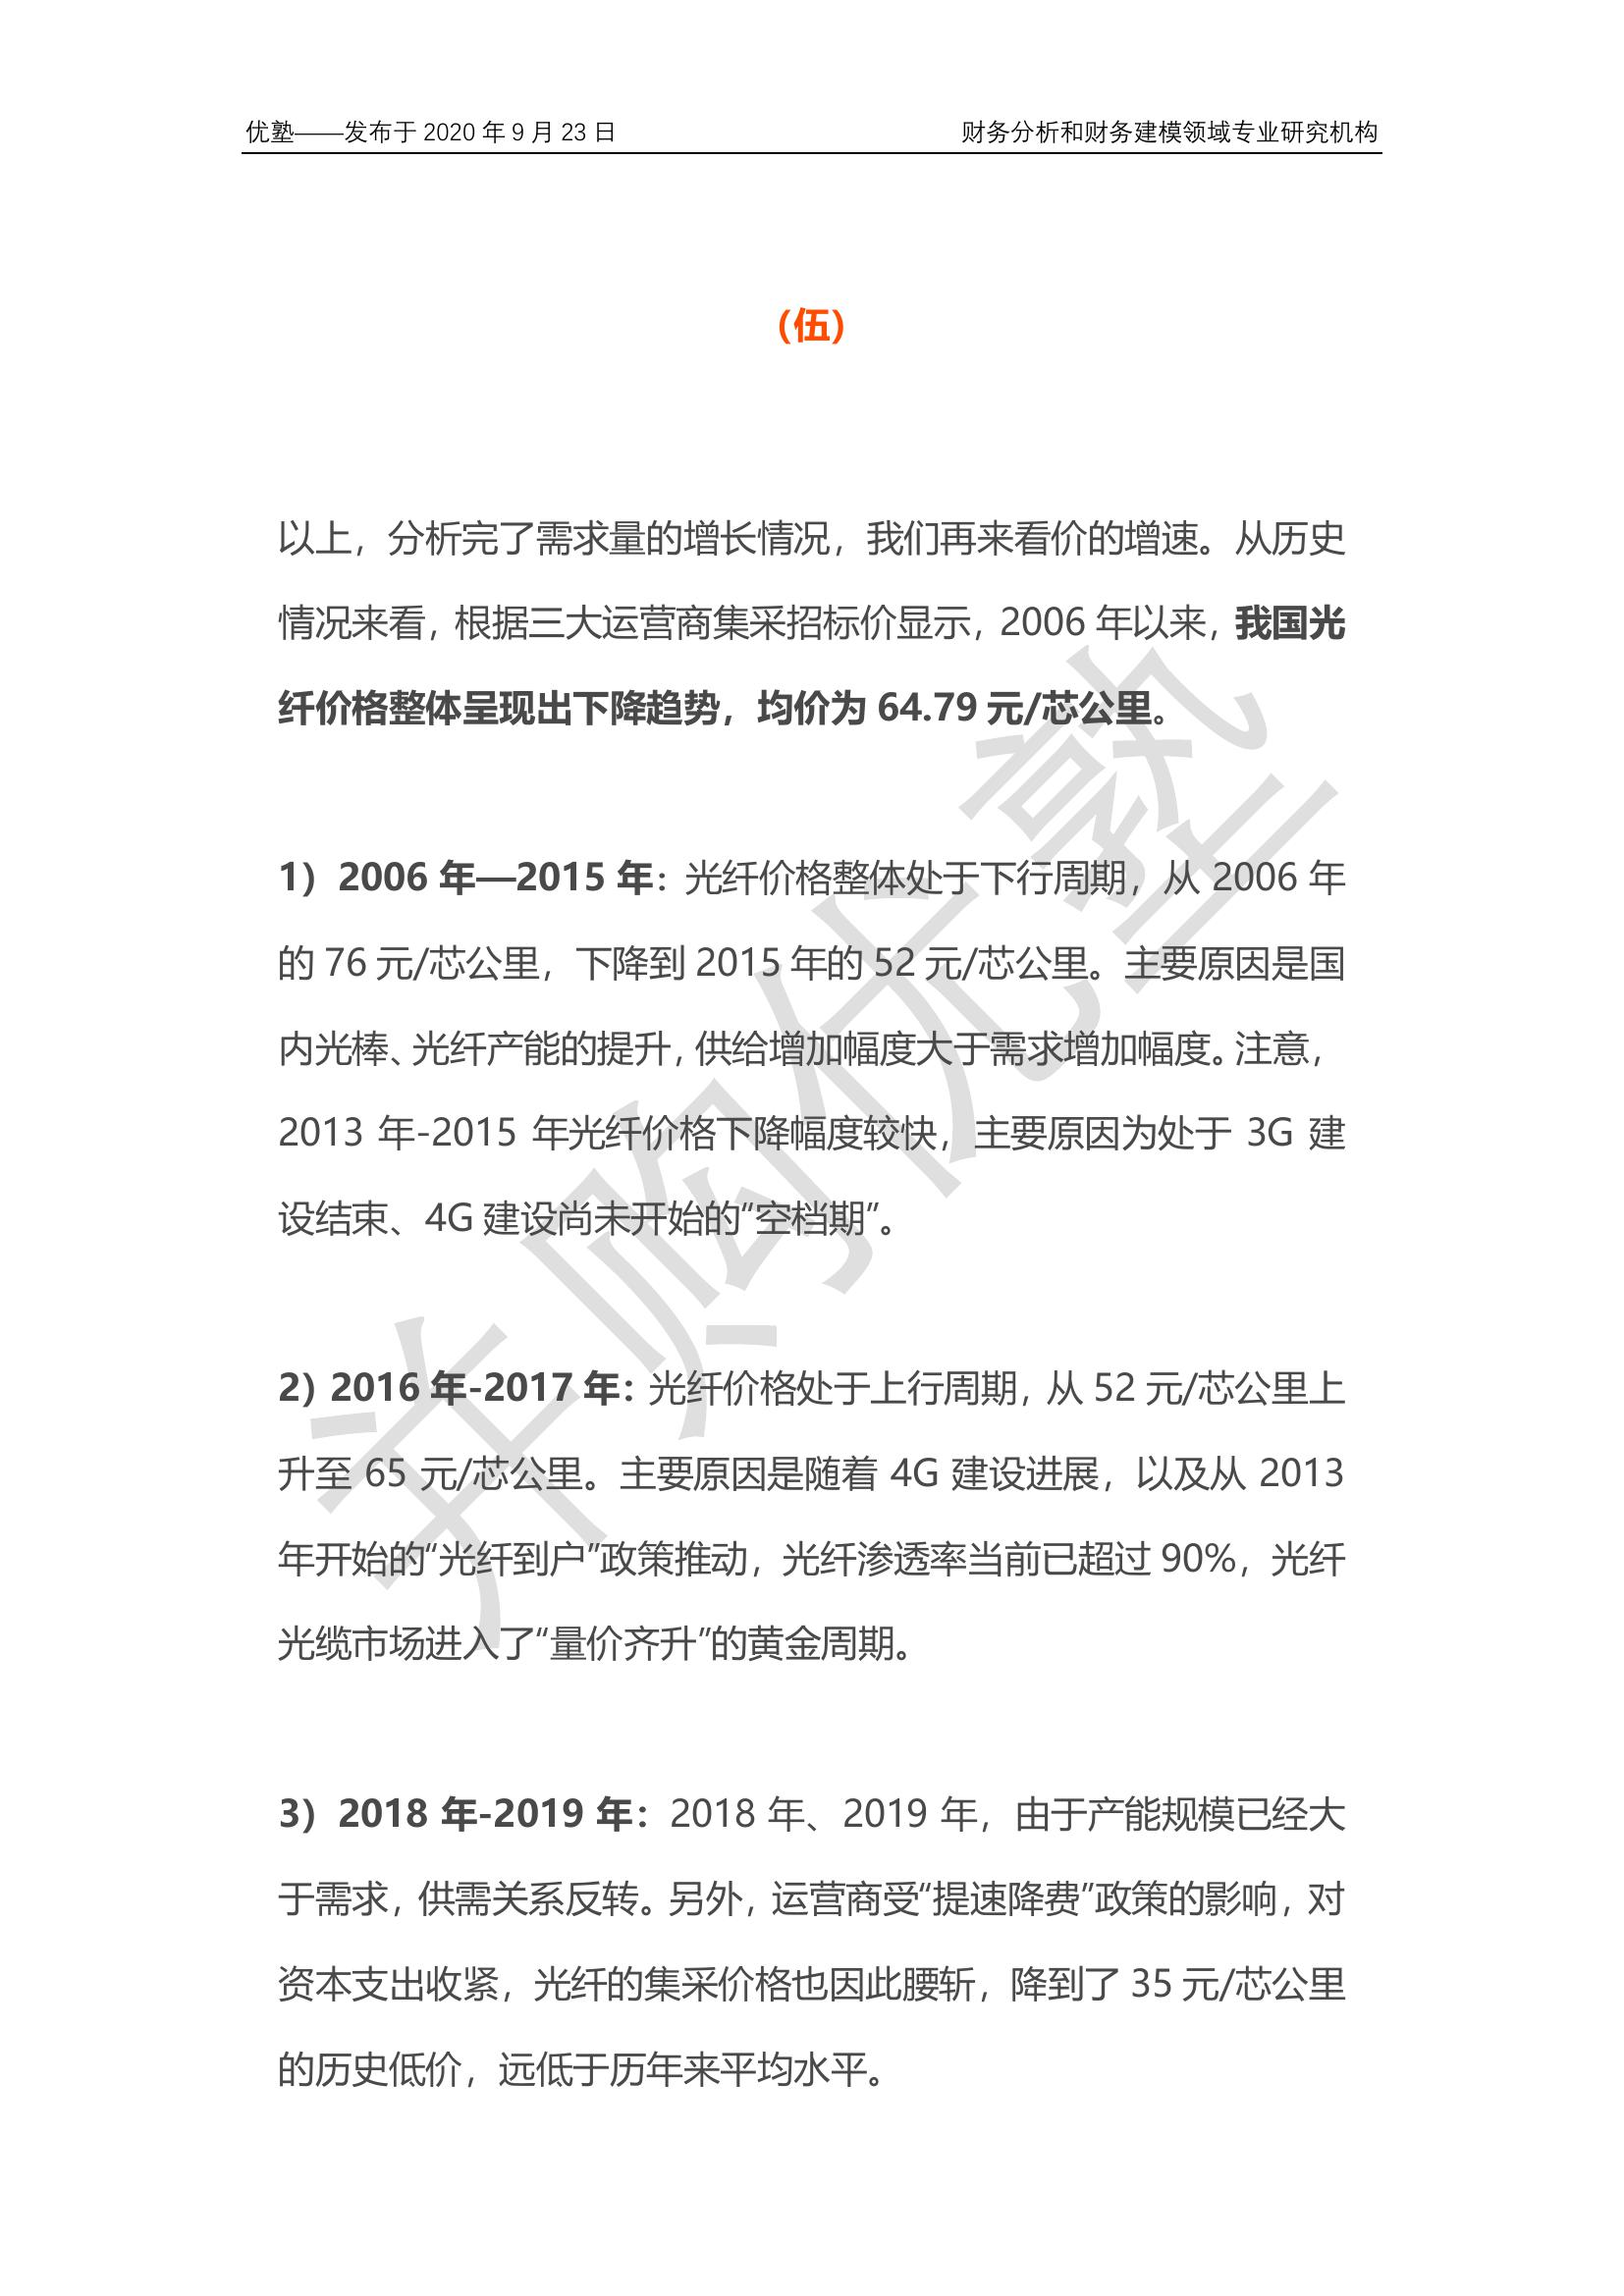 优塾——发布于 2020 年 9 月 23 日 财务分析和财务建模领域专业研究机构
(伍)
以上，分析完了需求量的增长情况，我们再来看价的增速。从历史
情况来看，根据三大运营商集采招标价显示，2006 年以来，我国光
纤价格整体呈现出下降趋势，均价为 64.79 元/芯公里。
1）2006 年—2015 年：光纤价格整体处于下行周期，从 2006 年
的 76 元/芯公里，下降到 2015 年的 52 元/芯公里。主要原因是国
内光棒、光纤产能的提升，供给增加幅度大于需求增加幅度。注意，
2013 年-2015 年光纤价格下降幅度较快，主要原因为处于 3G 建
设结束、4G 建设尚未开始的“空档期”。
2）2016 年-2017 年：光纤价格处于上行周期，从 52 元/芯公里上
升至 65 元/芯公里。主要原因是随着 4G 建设进展，以及从 2013
年开始的“光纤到户”政策推动，光纤渗透率当前已超过 90%，光纤
光缆市场进入了“量价齐升”的黄金周期。
3）2018 年-2019 年：2018 年、2019 年，由于产能规模已经大
于需求，供需关系反转。另外，运营商受“提速降费”政策的影响，对
资本支出收紧，光纤的集采价格也因此腰斩，降到了 35 元/芯公里
的历史低价，远低于历年来平均水平。
并购优塾